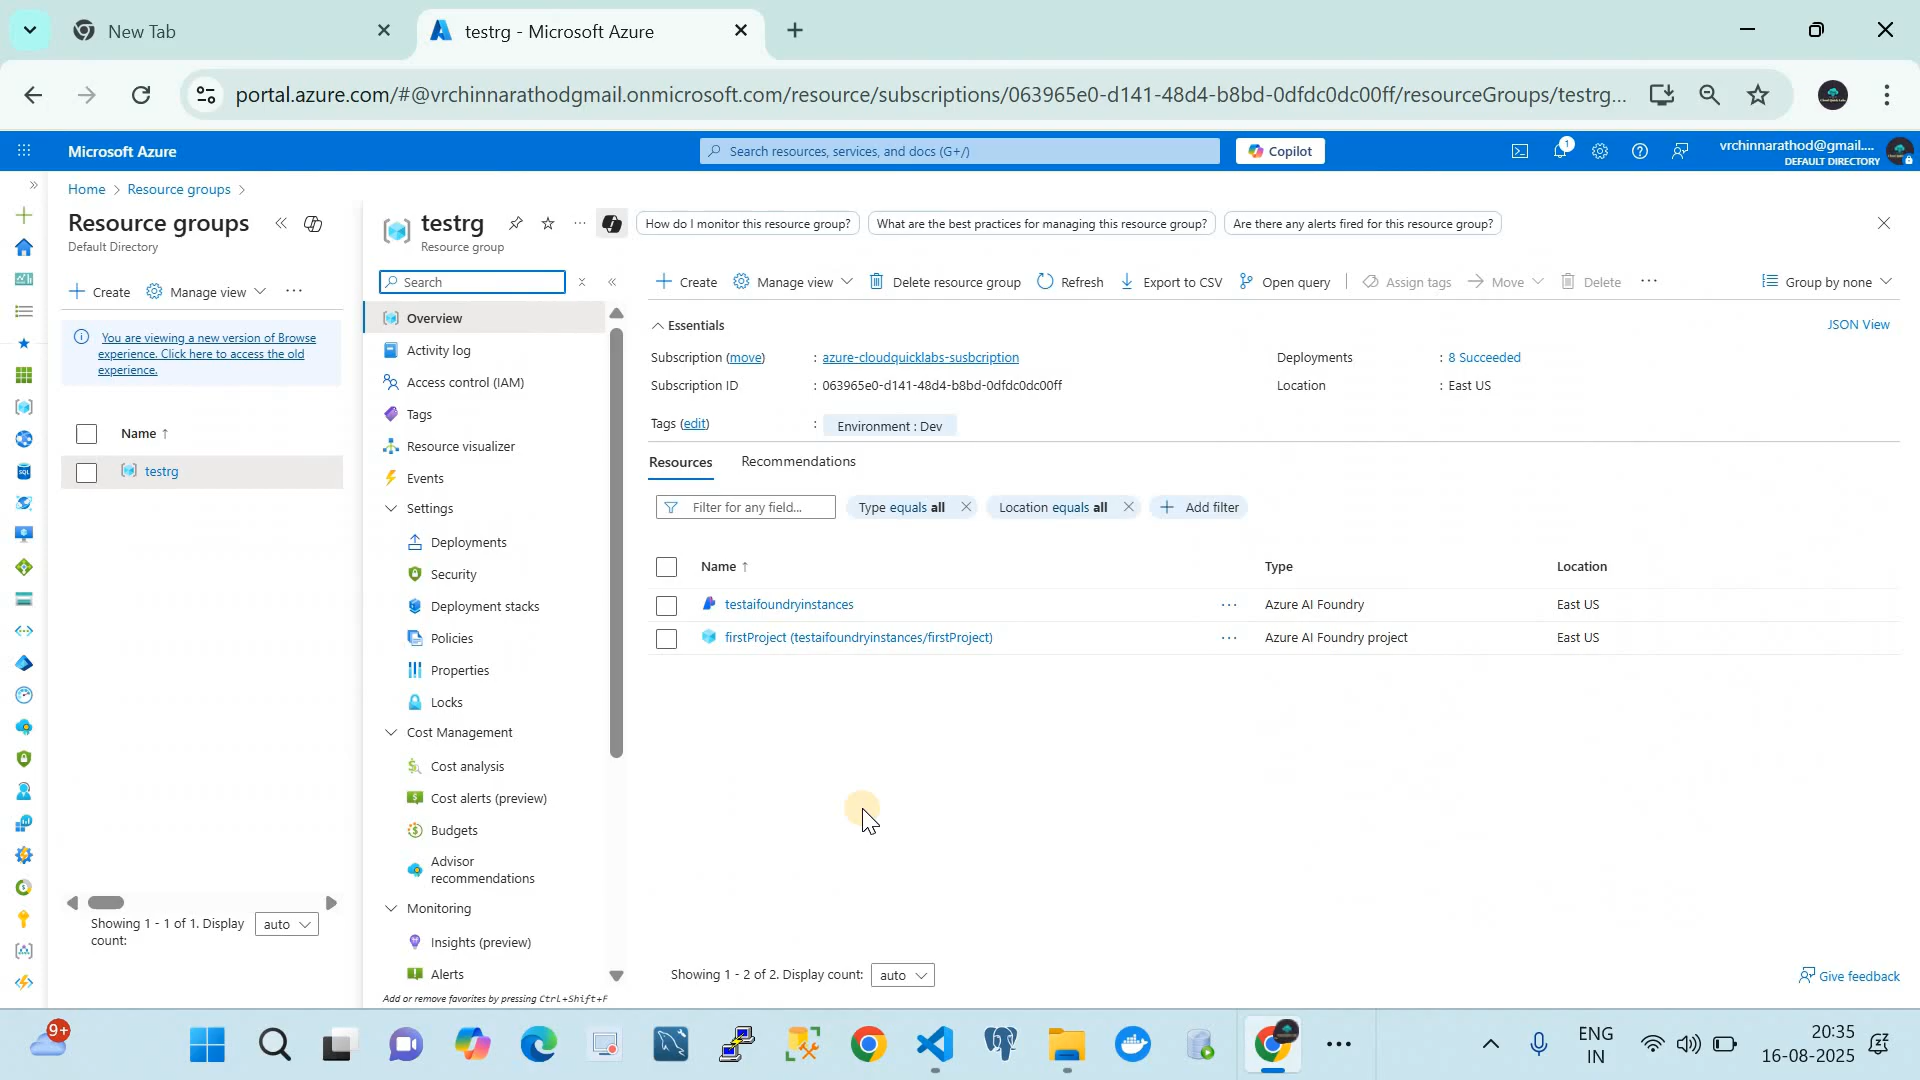 New Tab
testrg - Microsoft Azure
portal.azure.com/#@vrchinnarathodgmail.onmicrosoft.com/resource/subscriptions/063965e0-d141-48d4-b8bd-0dfdc0dc00ff/resourceGroups/testrg...
Microsoft Azure
Search resources, services, and docs (G+/)
Copilot
1
vrchinnarathod@gmail....
DEFAULT DIRECTORY
Home > Resource groups >
Resource groups
Default Directory
Create
Manage view
...
You are viewing a new version of Browse
experience. Click here to access the old
experience.
Name ↑
testrg
Showing 1 - 1 of 1. Display
count:
auto
testrg
Resource group
How do I monitor this resource group?
What are the best practices for managing this resource group?
Are there any alerts fired for this resource group?
Search
Overview
Activity log
Access control (IAM)
Tags
Resource visualizer
Events
Settings
Deployments
Security
Deployment stacks
Policies
Properties
Locks
Cost Management
Cost analysis
Cost alerts (preview)
Budgets
Advisor
recommendations
Monitoring
Insights (preview)
Alerts
Add or remove favorites by pressing Ctrl+Shift+F
Create
Manage view
Delete resource group
Refresh
Export to CSV
Open query
Assign tags
Move
Delete
...
Group by none
Essentials
JSON View
Subscription (move) : azure-cloudquicklabs-susbcription
Subscription ID : 063965e0-d141-48d4-b8bd-0dfdc0dc00ff
Deployments : 8 Succeeded
Location : East US
Tags (edit) : Environment : Dev
Resources
Recommendations
Filter for any field...
Type equals all
Location equals all
Add filter
Name ↑ Type Location
testaifoundryinstances ... Azure AI Foundry East US
firstProject (testaifoundryinstances/firstProject) ... Azure AI Foundry project East US
Showing 1 - 2 of 2. Display count:
auto
Give feedback
9+
SQL
ENG
IN
20:35
16-08-2025